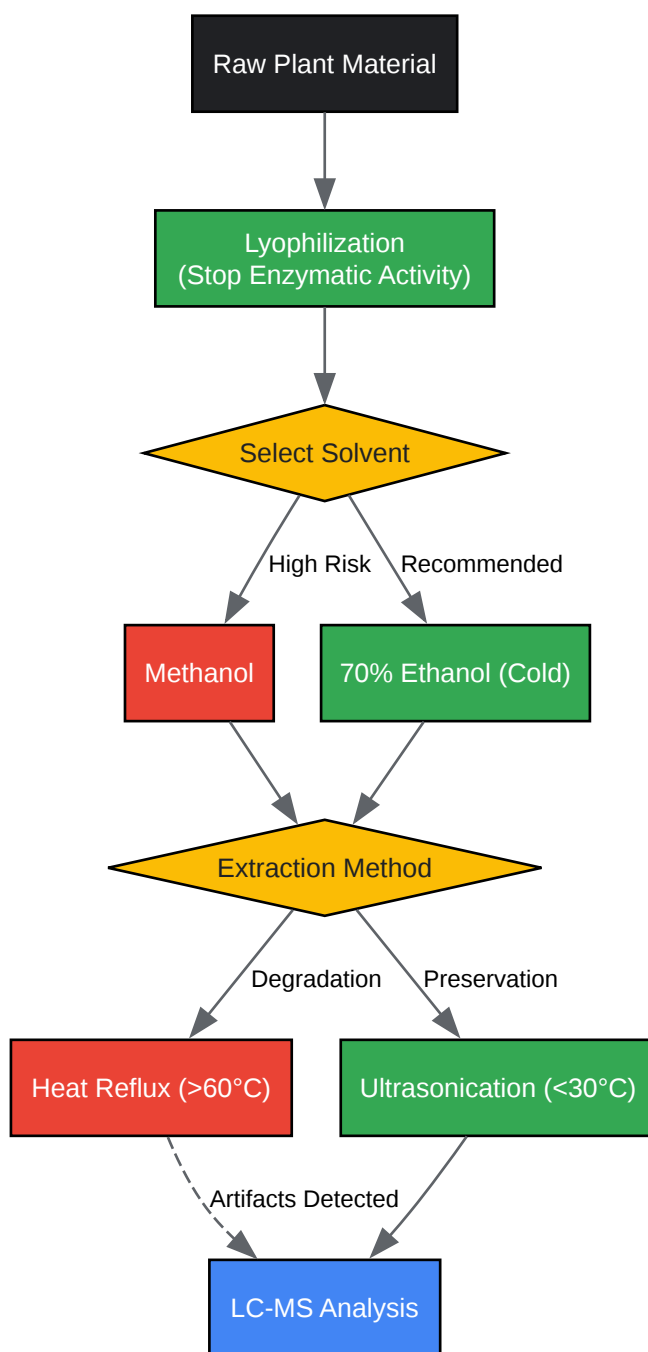 Raw Plant Material
Lyophilization
(Stop Enzymatic Activity)
Select Solvent
High Risk
Recommended
Methanol
70% Ethanol (Cold)
Extraction Method
Degradation
Preservation
Heat Reflux (>60°C)
Ultrasonication (<30°C)
Artifacts Detected
LC-MS Analysis